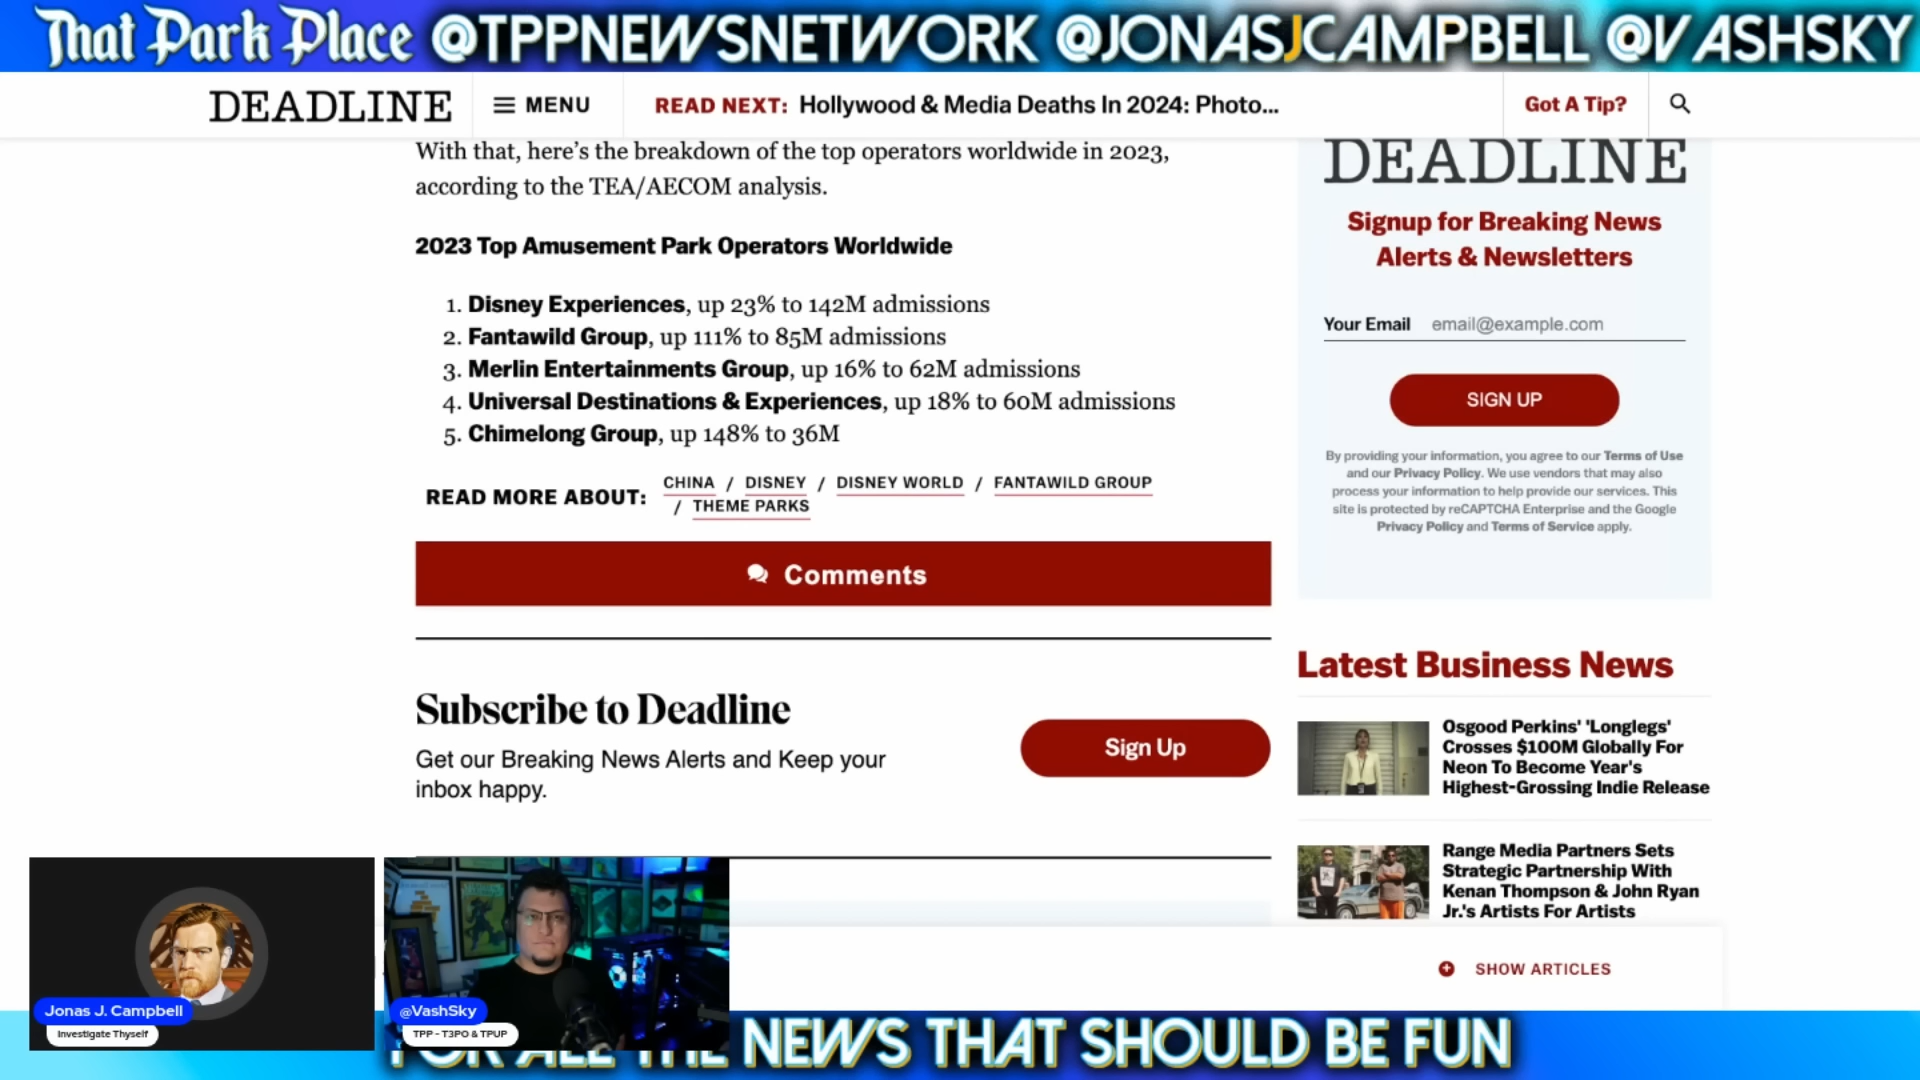 That Park Place @TPPNEWSNETWORK @JONASJCAMPBELL @VASHSKY
DEADLINE
MENU
READ NEXT: Hollywood & Media Deaths In 2024: Photo...
Got A Tip?
With that, here’s the breakdown of the top operators worldwide in 2023,
according to the TEA/AECOM analysis.
2023 Top Amusement Park Operators Worldwide
1. Disney Experiences, up 23% to 142M admissions
2. Fantawild Group, up 111% to 85M admissions
3. Merlin Entertainments Group, up 16% to 62M admissions
4. Universal Destinations & Experiences, up 18% to 60M admissions
5. Chimelong Group, up 148% to 36M
READ MORE ABOUT:
CHINA / DISNEY / DISNEY WORLD / FANTAWILD GROUP
/ THEME PARKS
Comments
Subscribe to Deadline
Get our Breaking News Alerts and Keep your
inbox happy.
Sign Up
DEADLINE
Signup for Breaking News
Alerts & Newsletters
Your Email email@example.com
SIGN UP
By providing your information, you agree to our Terms of Use
and our Privacy Policy. We use vendors that may also
process your information to help provide our services. This
site is protected by reCAPTCHA Enterprise and the Google
Privacy Policy and Terms of Service apply.
Latest Business News
Osgood Perkins' 'Longlegs'
Crosses $100M Globally For
Neon To Become Year's
Highest-Grossing Indie Release
Range Media Partners Sets
Strategic Partnership With
Kenan Thompson & John Ryan
Jr.'s Artists For Artists
SHOW ARTICLES
Jonas J. Campbell
Investigate Thyself
@VashSky
TPP - T3PO & TPUP
FOR ALL THE NEWS THAT SHOULD BE FUN